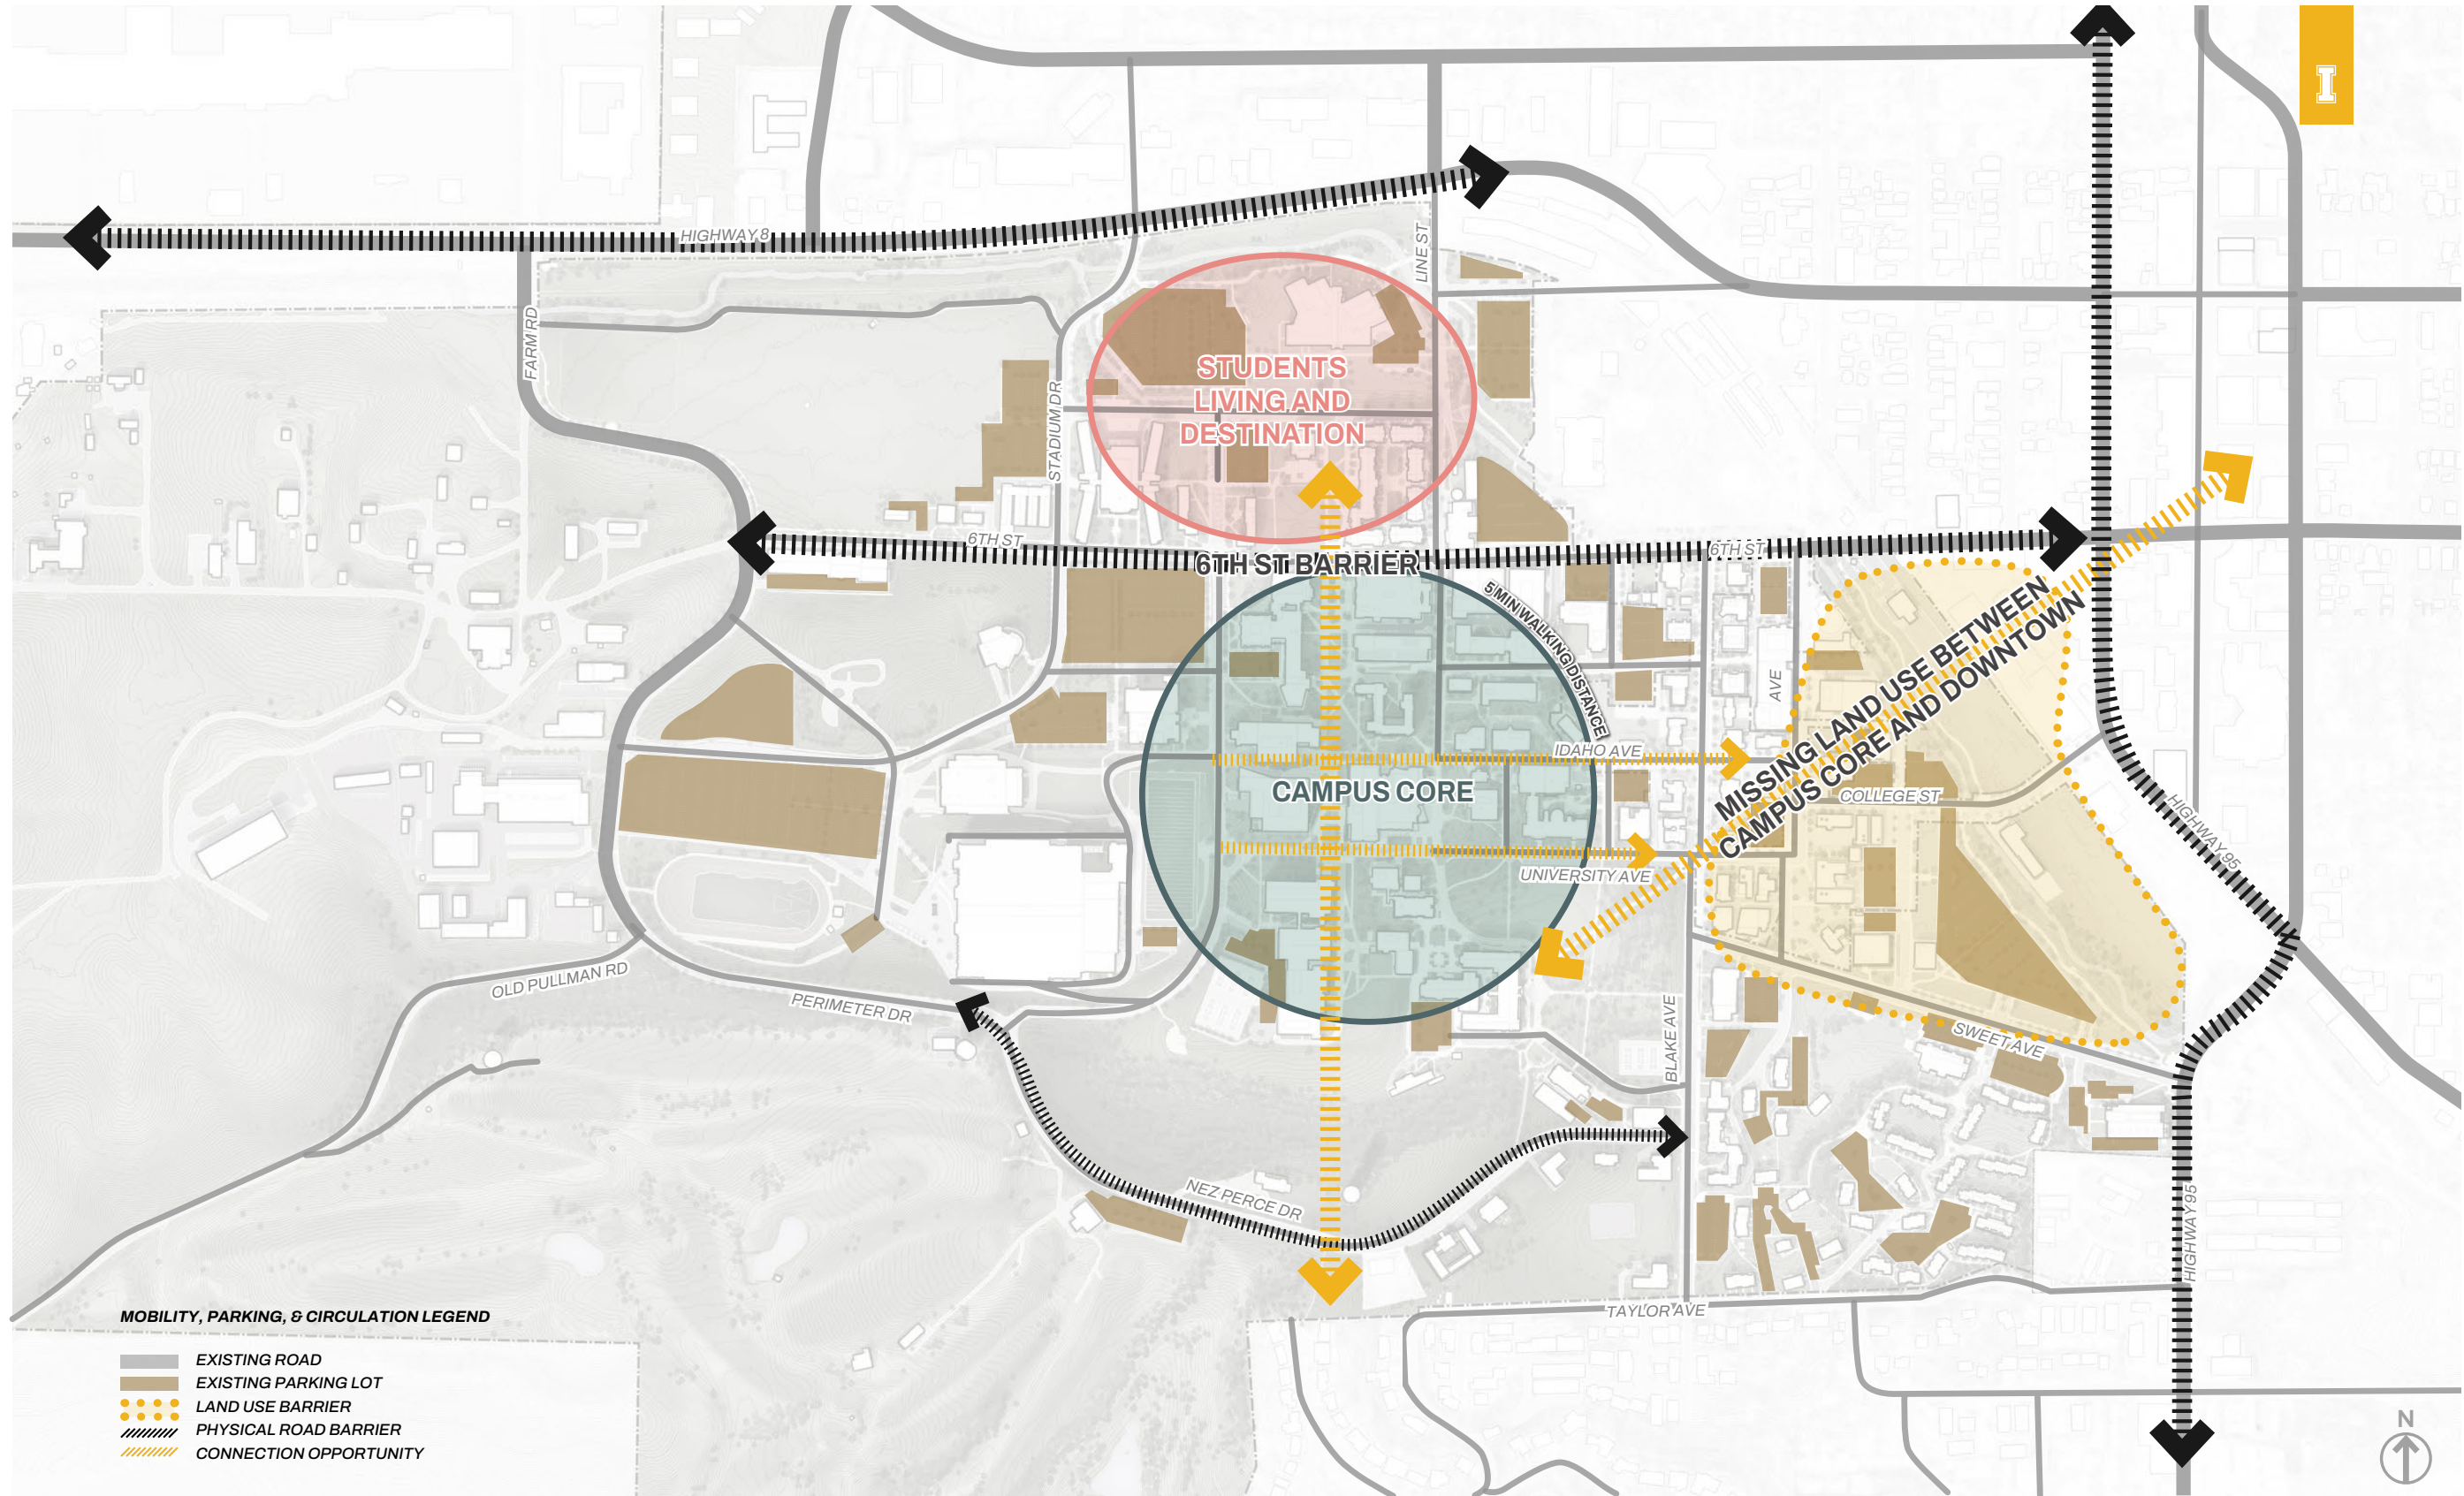 I
HIGHWAY 8
LINE ST
FARM RD
STUDENTS
LIVING AND
DESTINATION
STADIUM DR
6TH ST
6TH ST BARRIER
6TH ST
5 MIN WALKING DISTANCE
MISSING LAND USE BETWEEN
CAMPUS CORE AND DOWNTOWN
AVE
IDAHO AVE
CAMPUS CORE
COLLEGE ST
HIGHWAY 95
UNIVERSITY AVE
OLD PULLMAN RD
PERIMETER DR
BLAKE AVE
SWEET AVE
NEZ PERCE DR
HIGHWAY 95
TAYLOR AVE
MOBILITY, PARKING, & CIRCULATION LEGEND
EXISTING ROAD
EXISTING PARKING LOT
LAND USE BARRIER
PHYSICAL ROAD BARRIER
CONNECTION OPPORTUNITY
N